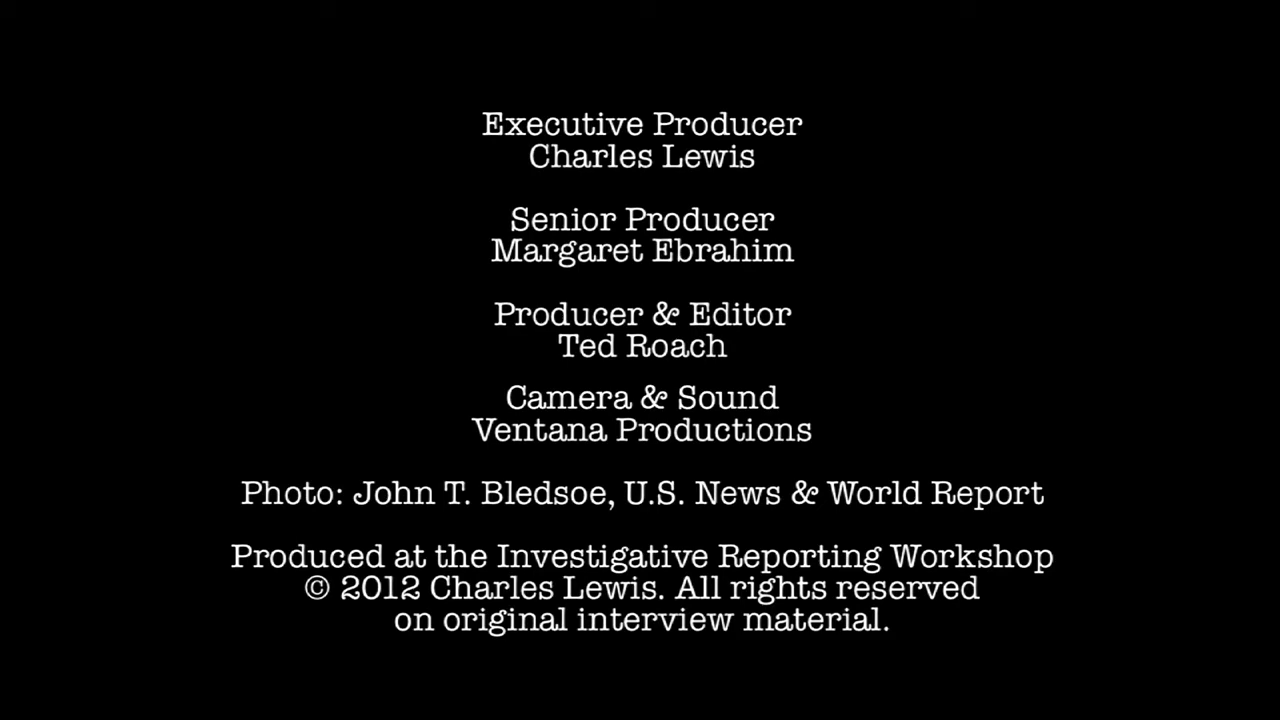 Executive Producer
Charles Lewis
Senior Producer
Margaret Ebrahim
Producer & Editor
Ted Roach
Camera & Sound
Ventana Productions
Photo: John T. Bledsoe, U.S. News & World Report
Produced at the Investigative Reporting Workshop
© 2012 Charles Lewis. All rights reserved
on original interview material.